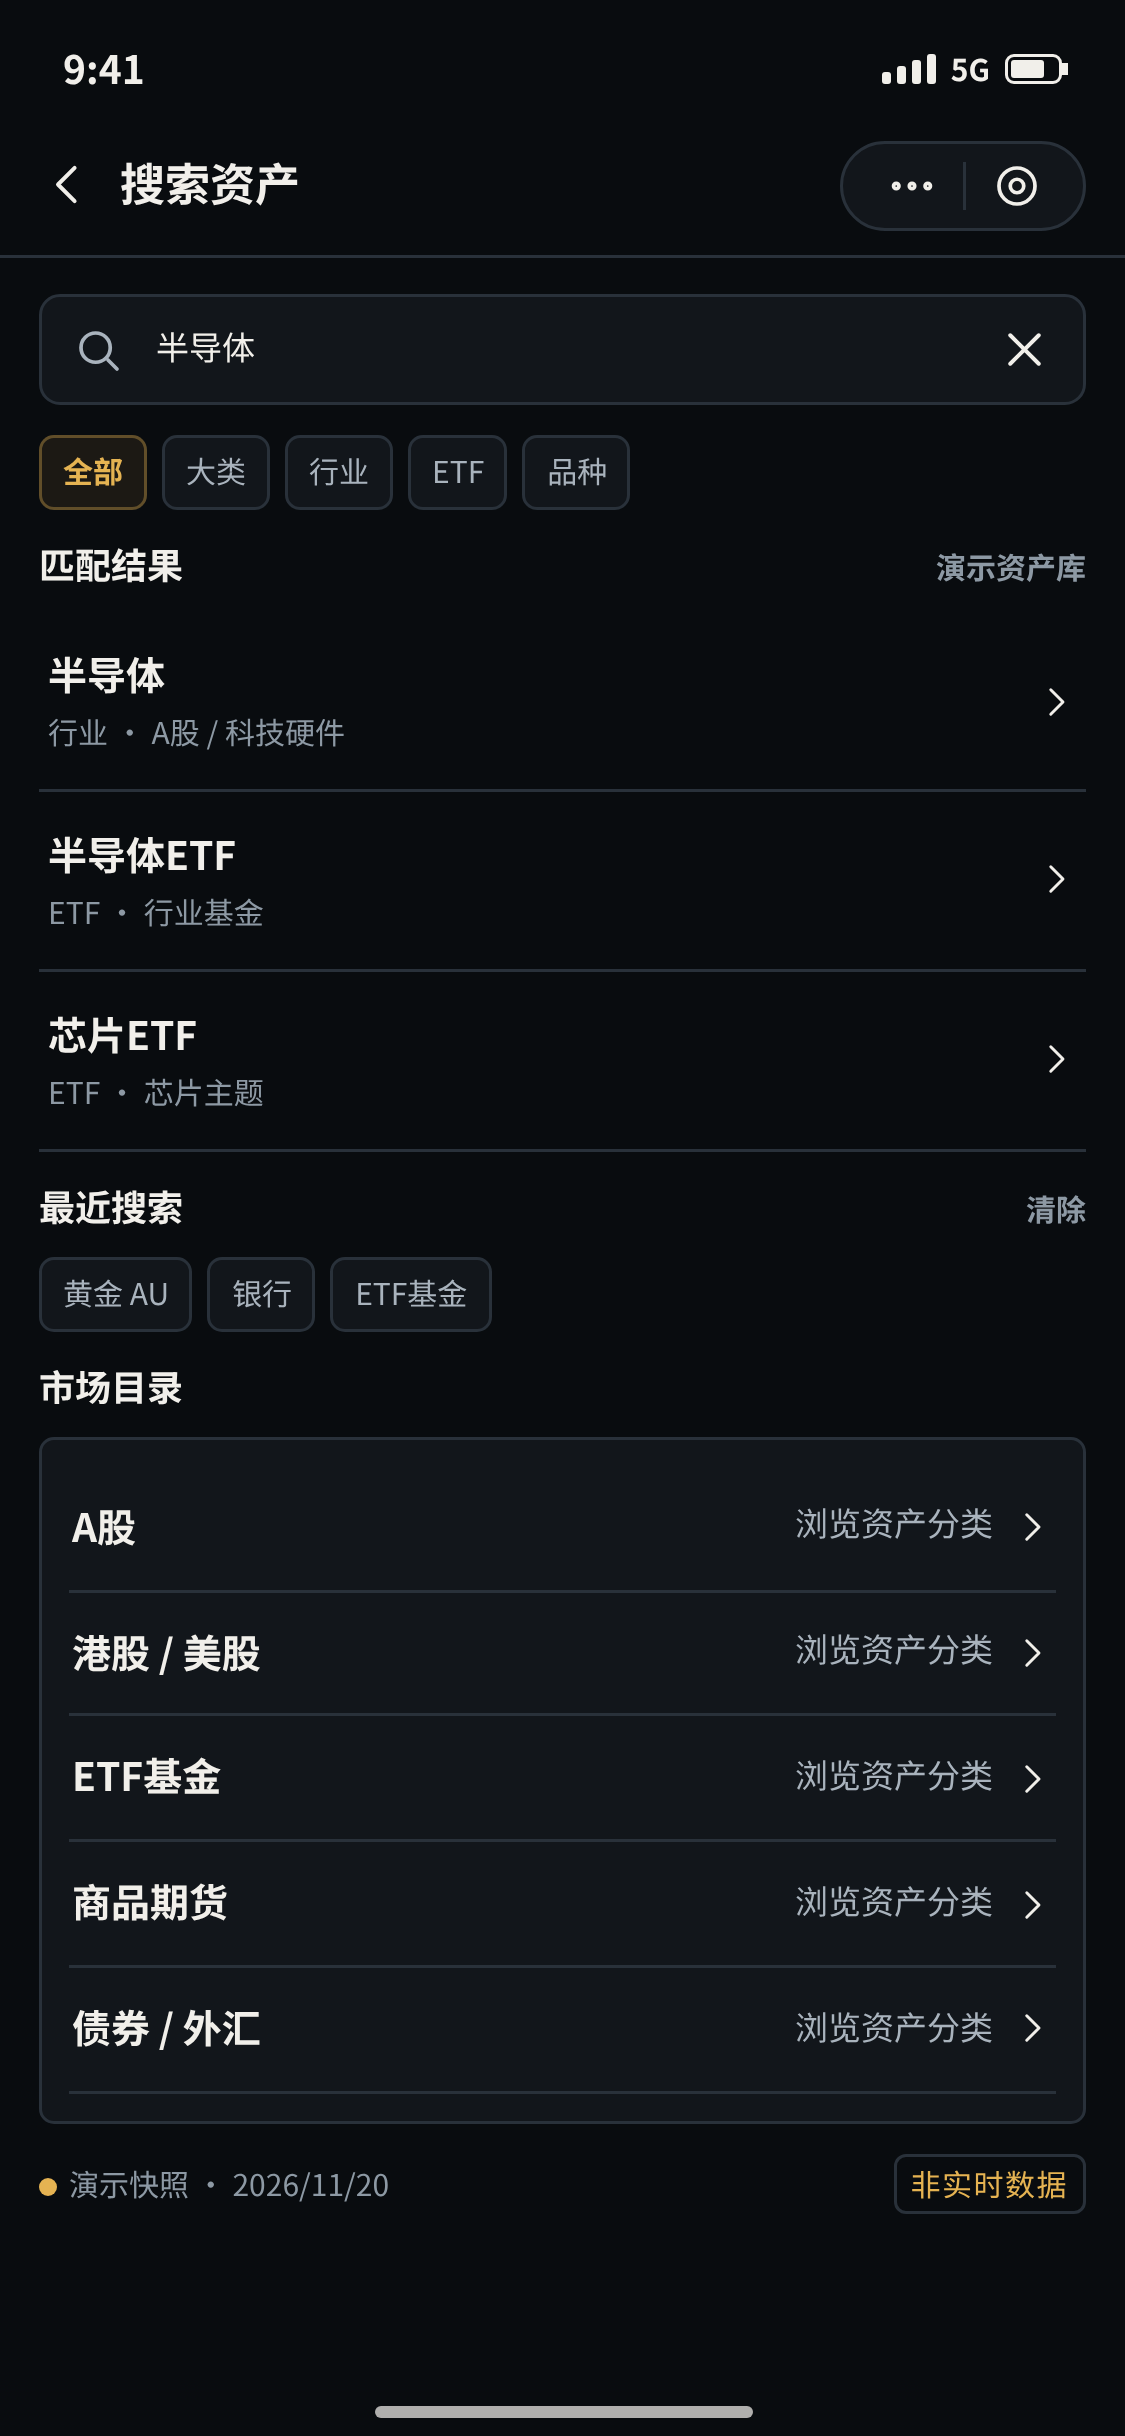 9:41 5G
搜索资产
半导体
全部 大类 行业 ETF 品种
匹配结果 演示资产库
半导体
行业 · A股 / 科技硬件
半导体ETF
ETF · 行业基金
芯片ETF
ETF · 芯片主题
最近搜索 清除
黄金 AU 银行 ETF基金
市场目录
A股 浏览资产分类
港股 / 美股 浏览资产分类
ETF基金 浏览资产分类
商品期货 浏览资产分类
债券 / 外汇 浏览资产分类
演示快照 · 2026/11/20 非实时数据